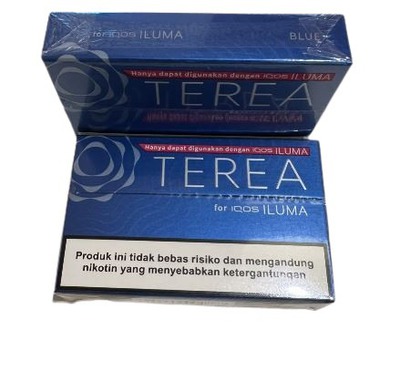 for IQOS ILUMA BLUE
Hanya dapat digunakan dengan IQOS ILUMA
TEREA
Hanya dapat digunakan dengan IQOS ILUMA
TEREA
for IQOS ILUMA
Produk ini tidak bebas risiko dan mengandung
nikotin yang menyebabkan ketergantungan